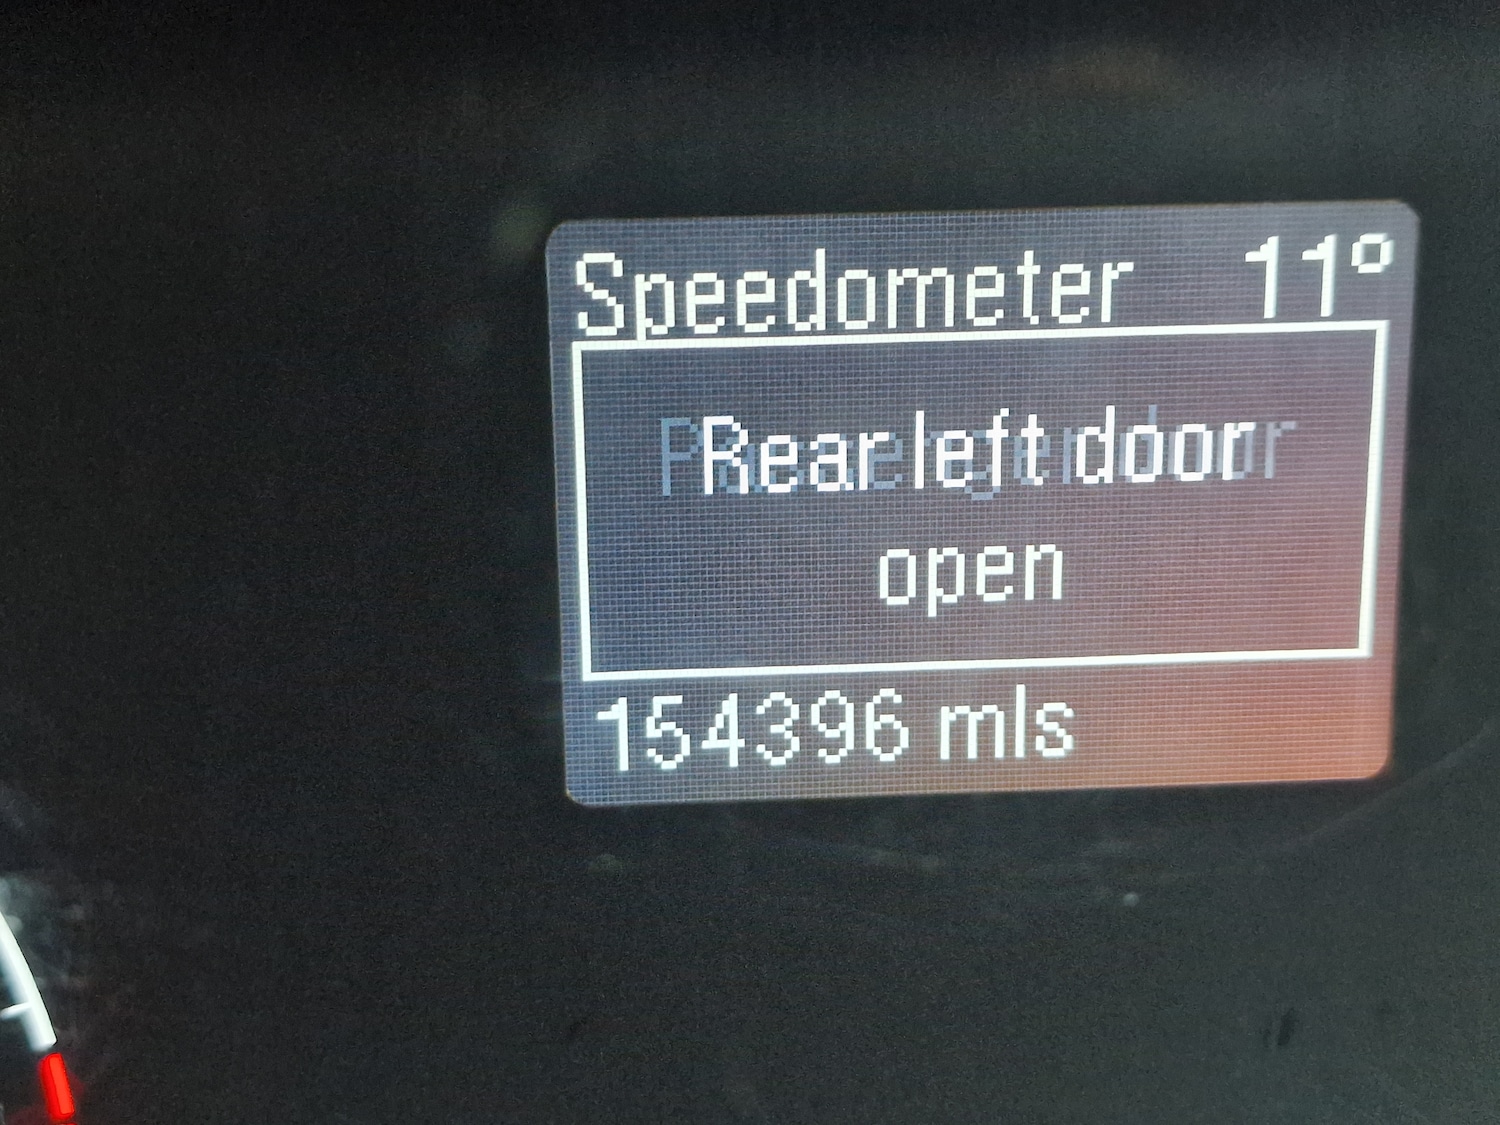 Speedometer 11°
Rear left door
open
154396 mls